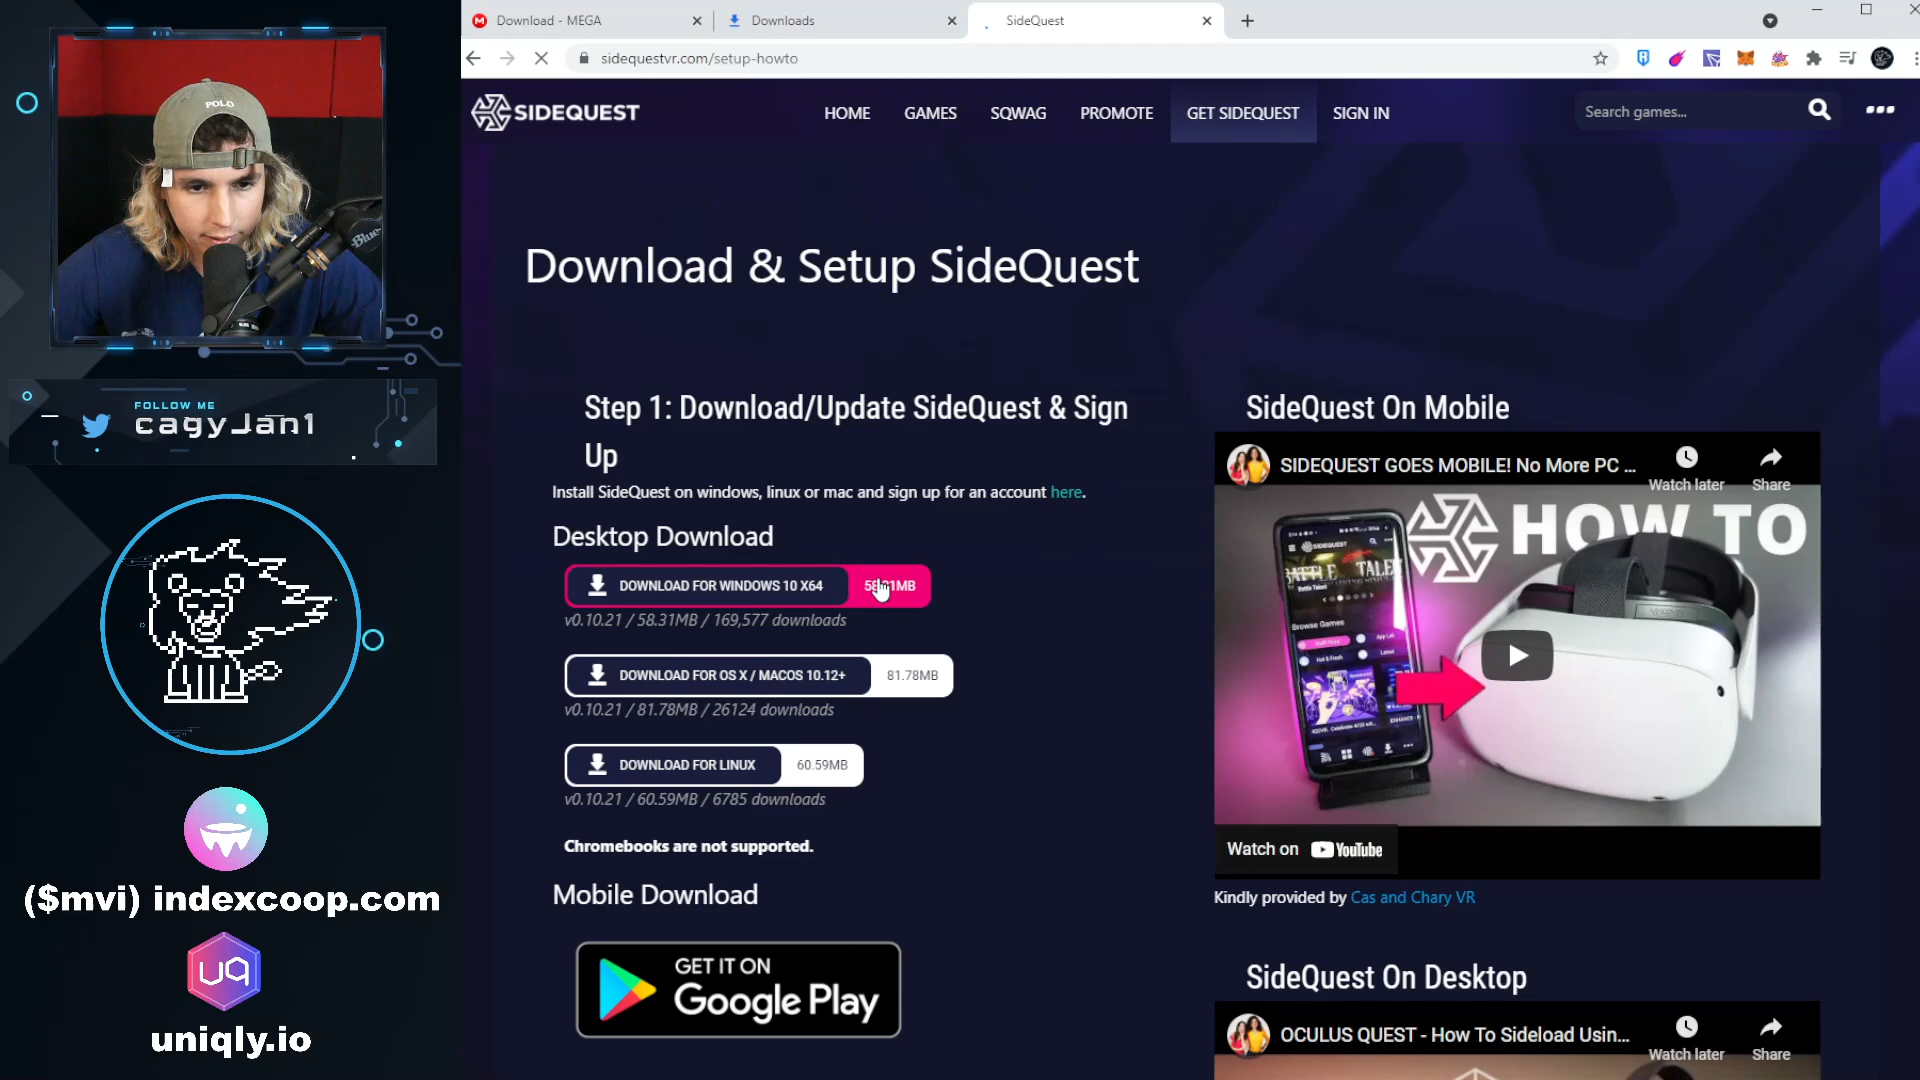 Download - MEGA
Downloads
SideQuest
sidequestvr.com/setup-howto
POLO
Blue
FOLLOW ME
cagyJan1
($mvi) indexcoop.com
uq
uniqly.io
SIDEQUEST
HOME
GAMES
SQWAG
PROMOTE
GET SIDEQUEST
SIGN IN
Search games...
Download & Setup SideQuest
Step 1: Download/Update SideQuest & Sign
Up
Install SideQuest on windows, linux or mac and sign up for an account here.
Desktop Download
DOWNLOAD FOR WINDOWS 10 X64
v0.10.21 / 58.31MB / 169,577 downloads
DOWNLOAD FOR OS X / MACOS 10.12+ 81.78MB
v0.10.21 / 81.78MB / 26124 downloads
DOWNLOAD FOR LINUX 60.59MB
v0.10.21 / 60.59MB / 6785 downloads
Chromebooks are not supported.
Mobile Download
GET IT ON
Google Play
SideQuest On Mobile
SIDEQUEST GOES MOBILE! No More PC ...
Watch later
Share
HOW TO
Browse Games
Watch on YouTube
Kindly provided by Cas and Chary VR
SideQuest On Desktop
OCULUS QUEST - How To Sideload Usin...
Watch later
Share